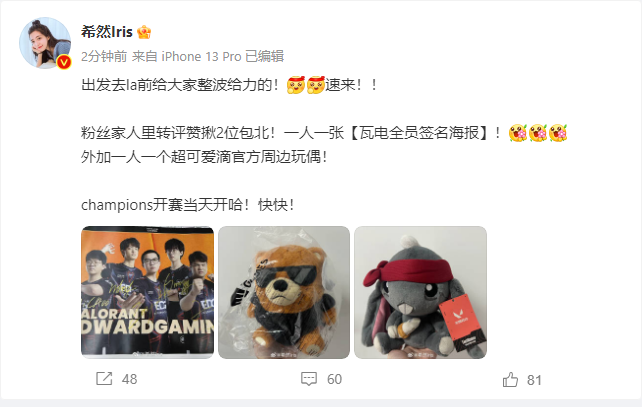 希然Iris
2分钟前 来自 iPhone 13 Pro 已编辑
出发去la前给大家整波给力的！速来！！
粉丝家人里转评赞揪2位包北！一人一张【瓦电全员签名海报】！
外加一人一个超可爱滴官方周边玩偶！
champions开赛当天开哈！快快！
ALORANT
DWARDGAMIN
48
60
81